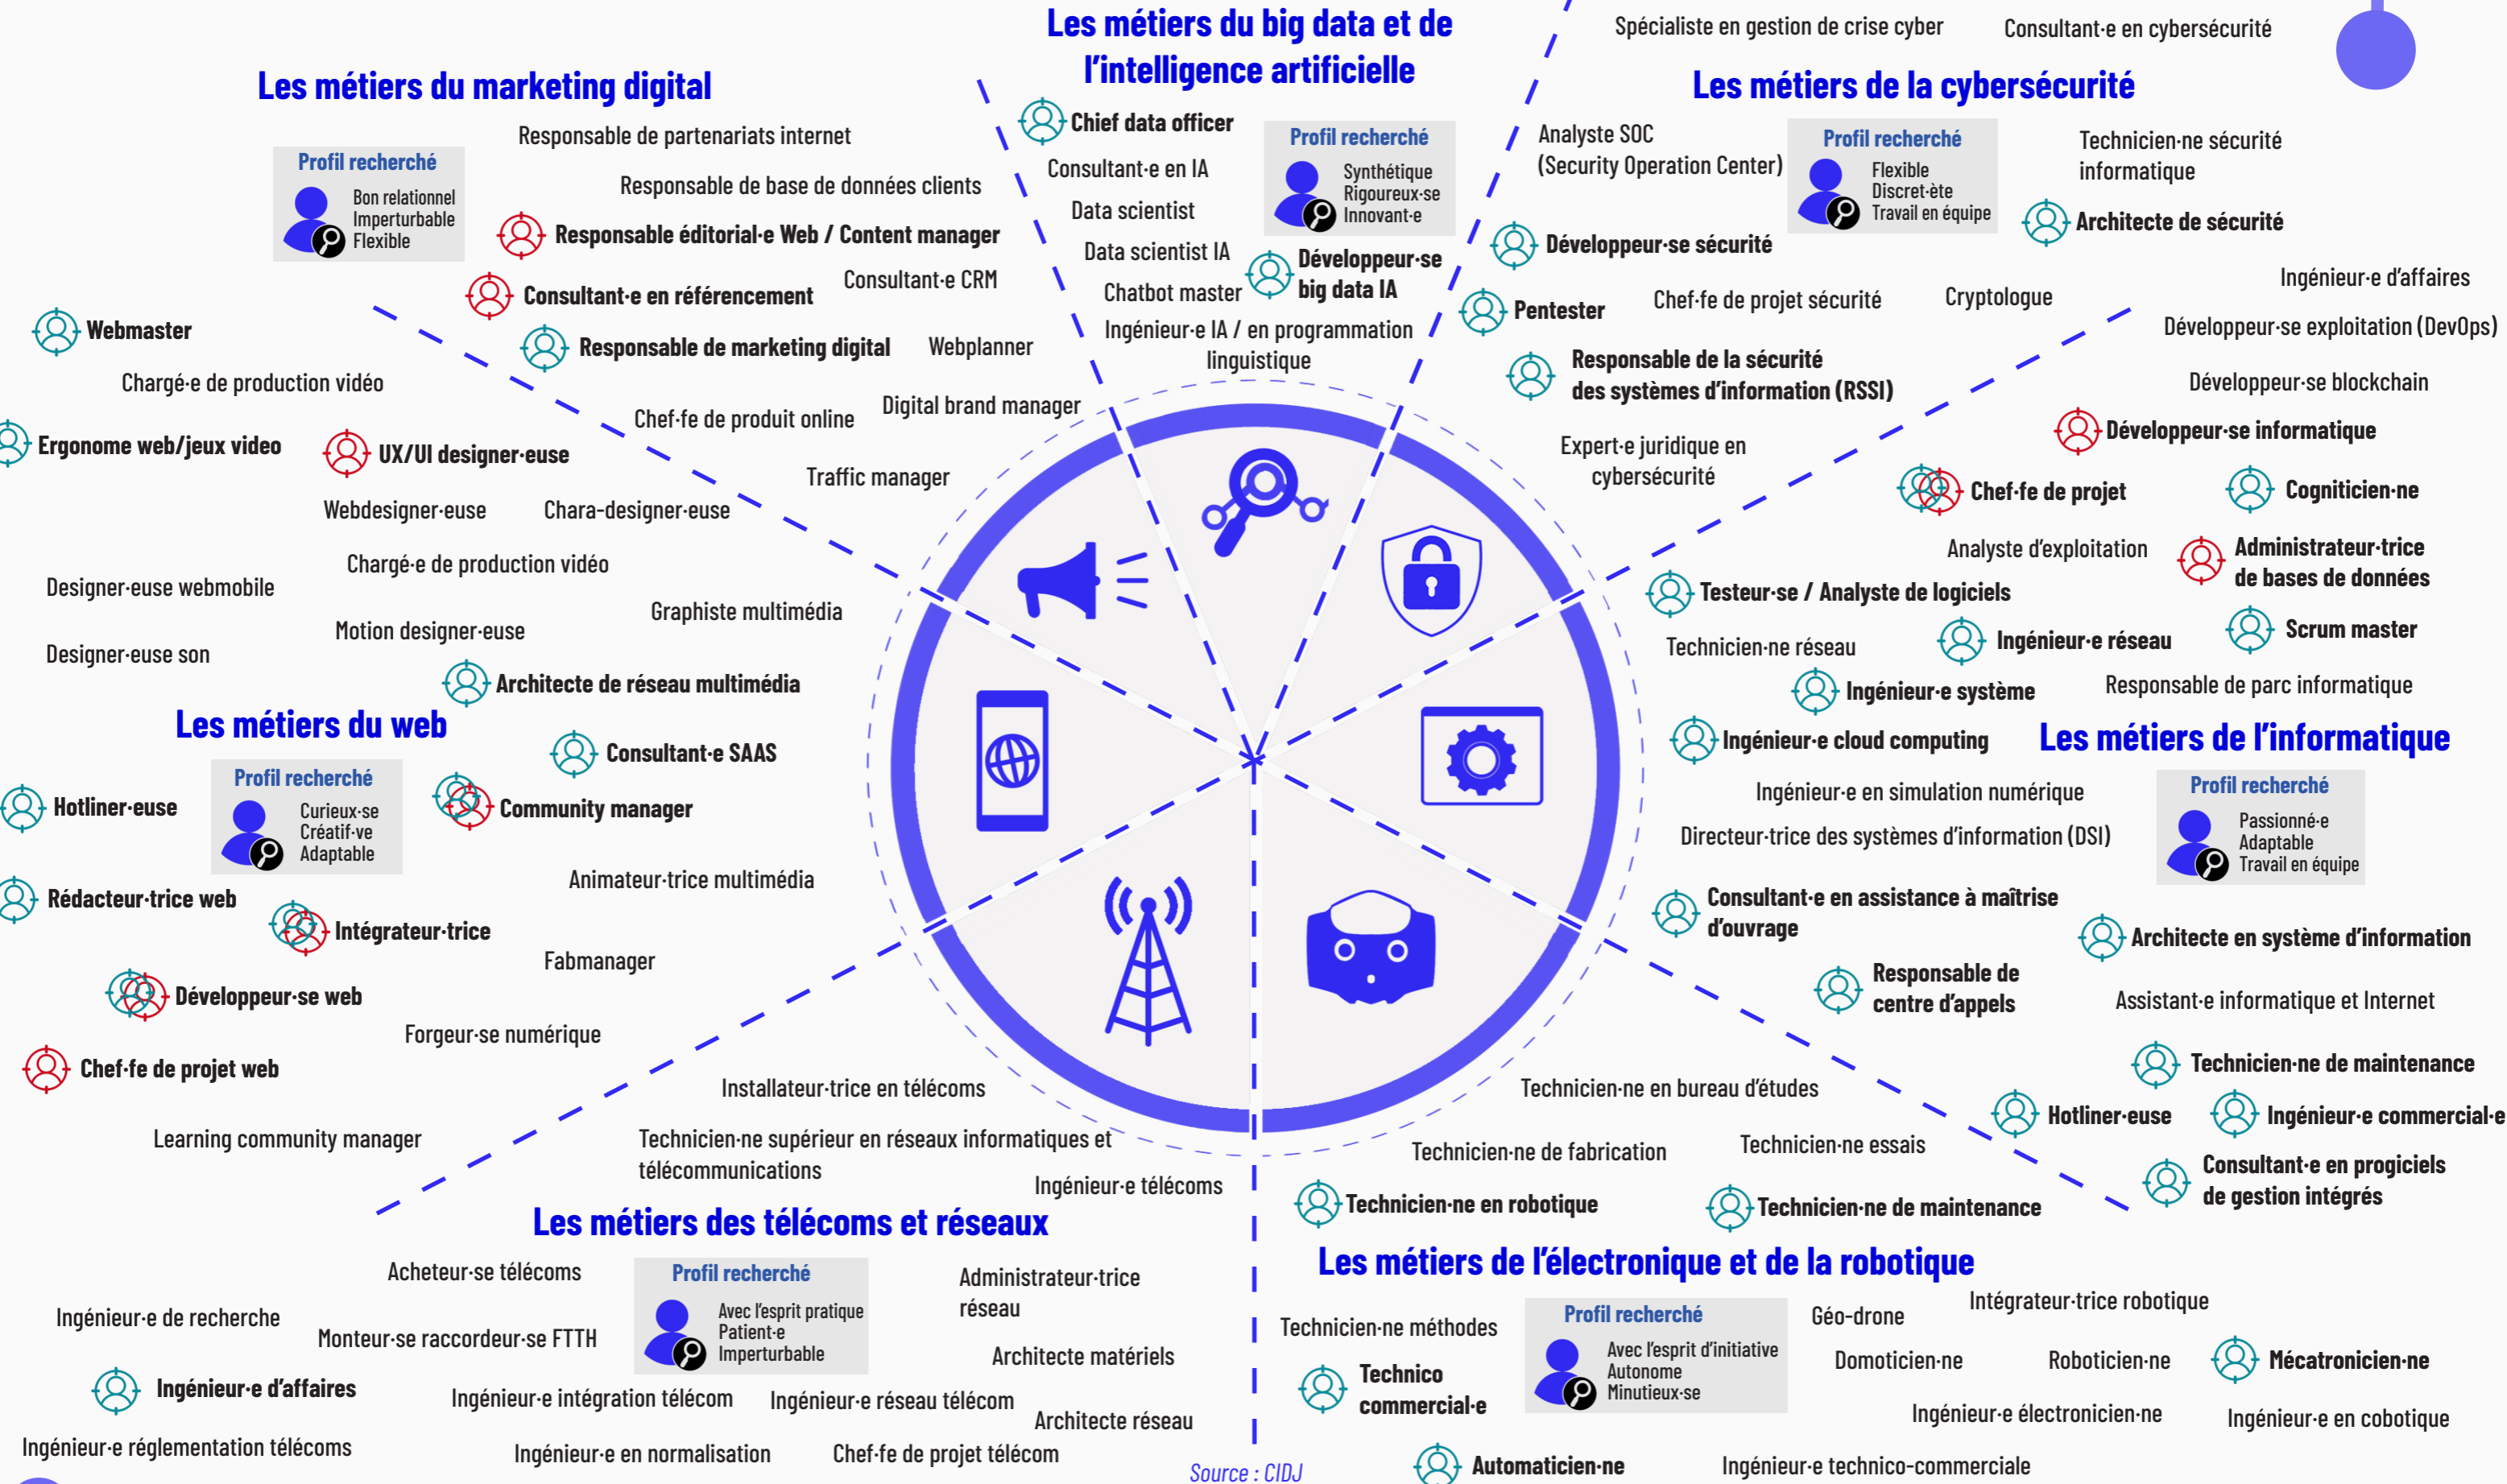 Les métiers du marketing digital
Responsable de partenariats internet
Profil recherché
Bon relationnel
Imperturbable
Flexible
Responsable de base de données clients
Responsable éditorial·e Web / Content manager
Consultant·e CRM
Consultant·e en référencement
Responsable de marketing digital
Webplanner
Chef·fe de produit online
Digital brand manager
Traffic manager
Les métiers du big data et de
l'intelligence artificielle
Chief data officer
Profil recherché
Synthétique
Rigoureux·se
Innovant·e
Consultant·e en IA
Data scientist
Data scientist IA
Développeur·se
big data IA
Chatbot master
Ingénieur·e IA / en programmation
linguistique
Spécialiste en gestion de crise cyber
Consultant·e en cybersécurité
Les métiers de la cybersécurité
Analyste SOC
(Security Operation Center)
Profil recherché
Flexible
Discret·ète
Travail en équipe
Technicien·ne sécurité
informatique
Architecte de sécurité
Développeur·se sécurité
Pentester
Chef·fe de projet sécurité
Cryptologue
Responsable de la sécurité
des systèmes d'information (RSSI)
Expert·e juridique en
cybersécurité
Ingénieur·e d'affaires
Développeur·se exploitation (DevOps)
Développeur·se blockchain
Développeur·se informatique
Chef·fe de projet
Cogniticien·ne
Analyste d'exploitation
Administrateur·trice
de bases de données
Testeur·se / Analyste de logiciels
Scrum master
Technicien·ne réseau
Ingénieur·e réseau
Ingénieur·e système
Responsable de parc informatique
Ingénieur·e cloud computing
Les métiers de l'informatique
Profil recherché
Passionné·e
Adaptable
Travail en équipe
Ingénieur·e en simulation numérique
Directeur·trice des systèmes d'information (DSI)
Consultant·e en assistance à maîtrise
d'ouvrage
Architecte en système d'information
Responsable de
centre d'appels
Assistant·e informatique et Internet
Technicien·ne de maintenance
Hotliner·euse
Ingénieur·e commercial·e
Consultant·e en progiciels
de gestion intégrés
Webmaster
Chargé·e de production vidéo
Ergonome web/jeux video
UX/UI designer·euse
Webdesigner·euse
Chara-designer·euse
Chargé·e de production vidéo
Designer·euse webmobile
Graphiste multimédia
Motion designer·euse
Designer·euse son
Architecte de réseau multimédia
Les métiers du web
Consultant·e SAAS
Profil recherché
Curieux·se
Créatif·ve
Adaptable
Hotliner·euse
Community manager
Animateur·trice multimédia
Rédacteur·trice web
Intégrateur·trice
Fabmanager
Développeur·se web
Forgeur·se numérique
Chef·fe de projet web
Learning community manager
Installateur·trice en télécoms
Technicien·ne supérieur en réseaux informatiques et
télécommunications
Ingénieur·e télécoms
Les métiers des télécoms et réseaux
Acheteur·se télécoms
Profil recherché
Avec l'esprit pratique
Patient·e
Imperturbable
Administrateur·trice
réseau
Ingénieur·e de recherche
Monteur·se raccordeur·se FTTH
Architecte matériels
Ingénieur·e d'affaires
Ingénieur·e intégration télécom
Ingénieur·e réseau télécom
Architecte réseau
Ingénieur·e réglementation télécoms
Ingénieur·e en normalisation
Chef·fe de projet télécom
Technicien·ne en bureau d'études
Technicien·ne de fabrication
Technicien·ne essais
Technicien·ne en robotique
Technicien·ne de maintenance
Les métiers de l'électronique et de la robotique
Technicien·ne méthodes
Profil recherché
Avec l'esprit d'initiative
Autonome
Minutieux·se
Géo-drone
Intégrateur·trice robotique
Technico
commercial·e
Domoticien·ne
Roboticien·ne
Mécatronicien·ne
Ingénieur·e électronicien·ne
Ingénieur·e en cobotique
Automaticien·ne
Ingénieur·e technico-commerciale
Source : CIDJ